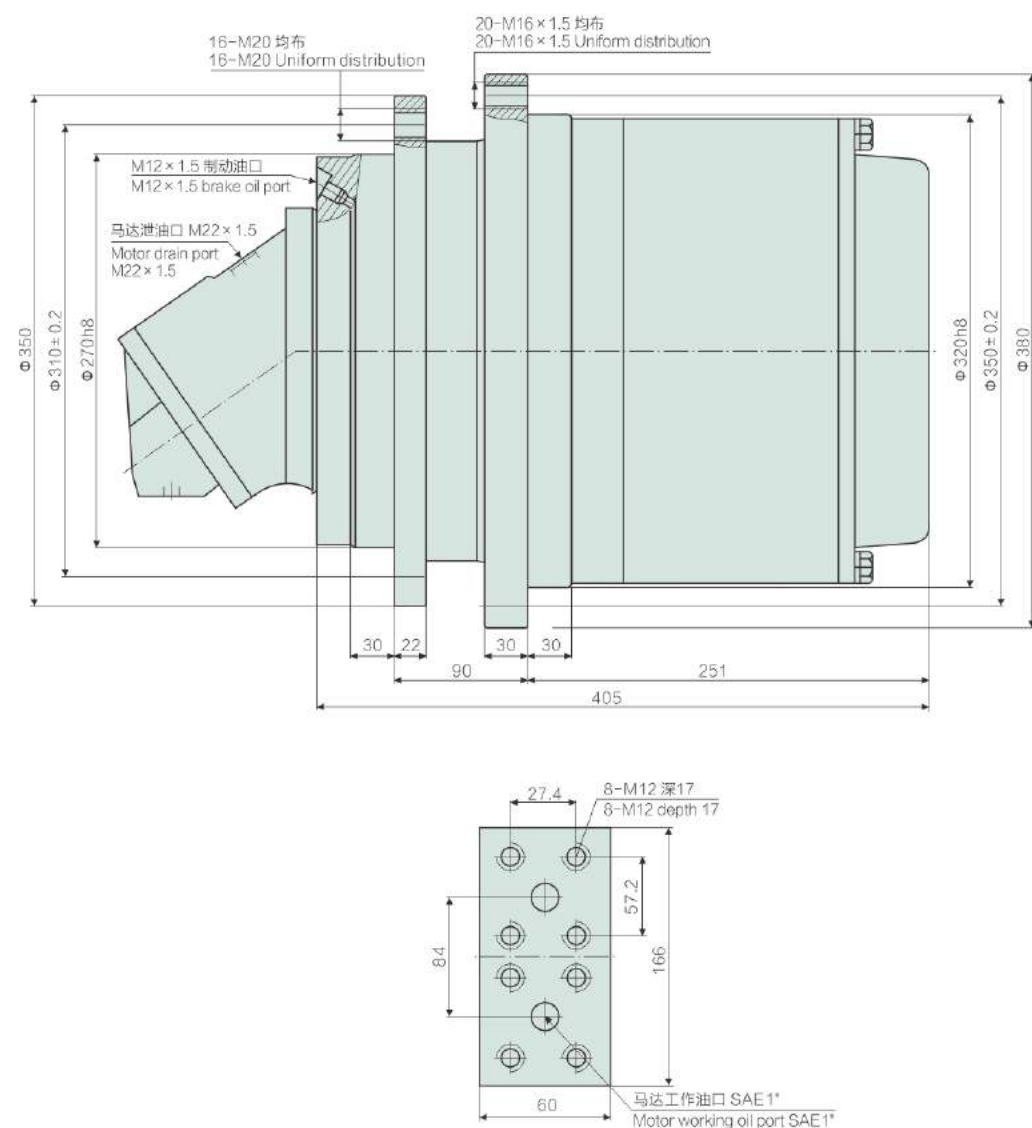 20-M16×1.5 均布
20-M16×1.5 Uniform distribution
16-M20 均布
16-M20 Uniform distribution
M12×1.5 制动油口
M12×1.5 brake oil port
马达泄油口 M22×1.5
Motor drain port
M22×1.5
Φ350
Φ310±0.2
Φ270h8
Φ320h8
Φ350±0.2
Φ380
30
22
30
30
90
251
405
27.4
8-M12 深17
8-M12 depth 17
57.2
84
166
60
马达工作油口 SAE1"
Motor working oil port SAE1"